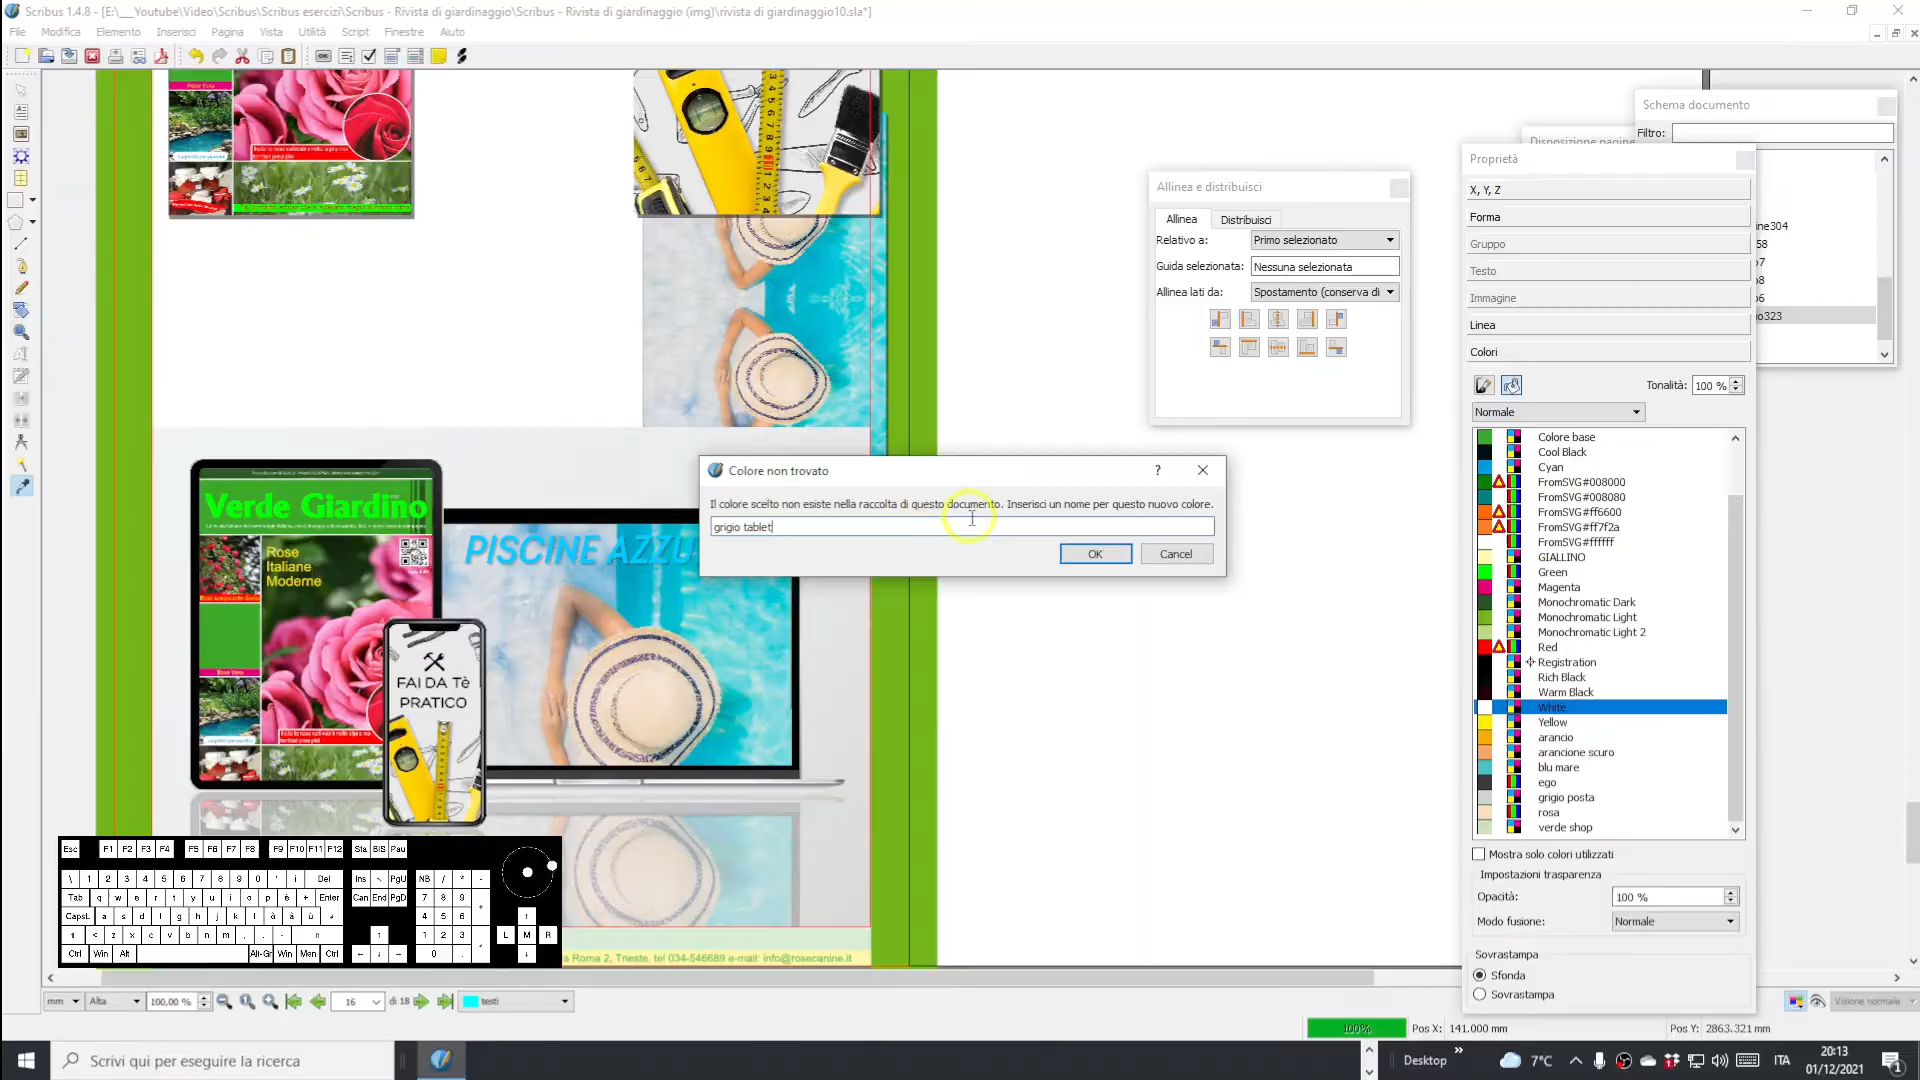 Scribus 1.4.8 - [E:\___Youtube\Video\Scribus\Scribus esercizi\Scribus - Rivista di giardinaggio\Scribus - Rivista di giardinaggio (img)\rivista di giardinaggio10.sla*]
File Modifica Elemento Inserisci Pagina Vista Utilità Script Finestre Aiuto
Schema documento
Filtro:
Disposizione pagine
Proprietà
X, Y, Z
Forma
Gruppo
Testo
Immagine
Linea
Colori
Tonalità: 100 %
Normale
Colore base
Cool Black
Cyan
FromSVG#008000
FromSVG#008080
FromSVG#ff6600
FromSVG#ff7f2a
FromSVG#ffffff
GIALLINO
Green
Magenta
Monochromatic Dark
Monochromatic Light
Monochromatic Light 2
Red
Registration
Rich Black
Warm Black
White
Yellow
arancio
arancione scuro
blu mare
ego
grigio posta
rosa
verde shop
Mostra solo colori utilizzati
Impostazioni trasparenza
Opacità: 100 %
Modo fusione: Normale
Sovrastampa
Sfonda
Sovrastampa
Allinea e distribuisci
Allinea Distribuisci
Relativo a: Primo selezionato
Guida selezionata: Nessuna selezionata
Allinea lati da: Spostamento (conserva di
Colore non trovato
Il colore scelto non esiste nella raccolta di questo documento. Inserisci un nome per questo nuovo colore.
grigio tablet
OK Cancel
Verde Giardino
Rose
Italiane
Moderne
PISCINE AZZU
FAI DA Tè
PRATICO
a Roma 2, Trieste. tel 034-546689 e-mail: info@rosecanine.it
mm Alta 100,00 % 16 di 18 testi
Visione normale
100% Pos X: 141.000 mm Pos Y: 2863.321 mm
Scrivi qui per eseguire la ricerca
Desktop 7°C ITA 20:13
01/12/2021